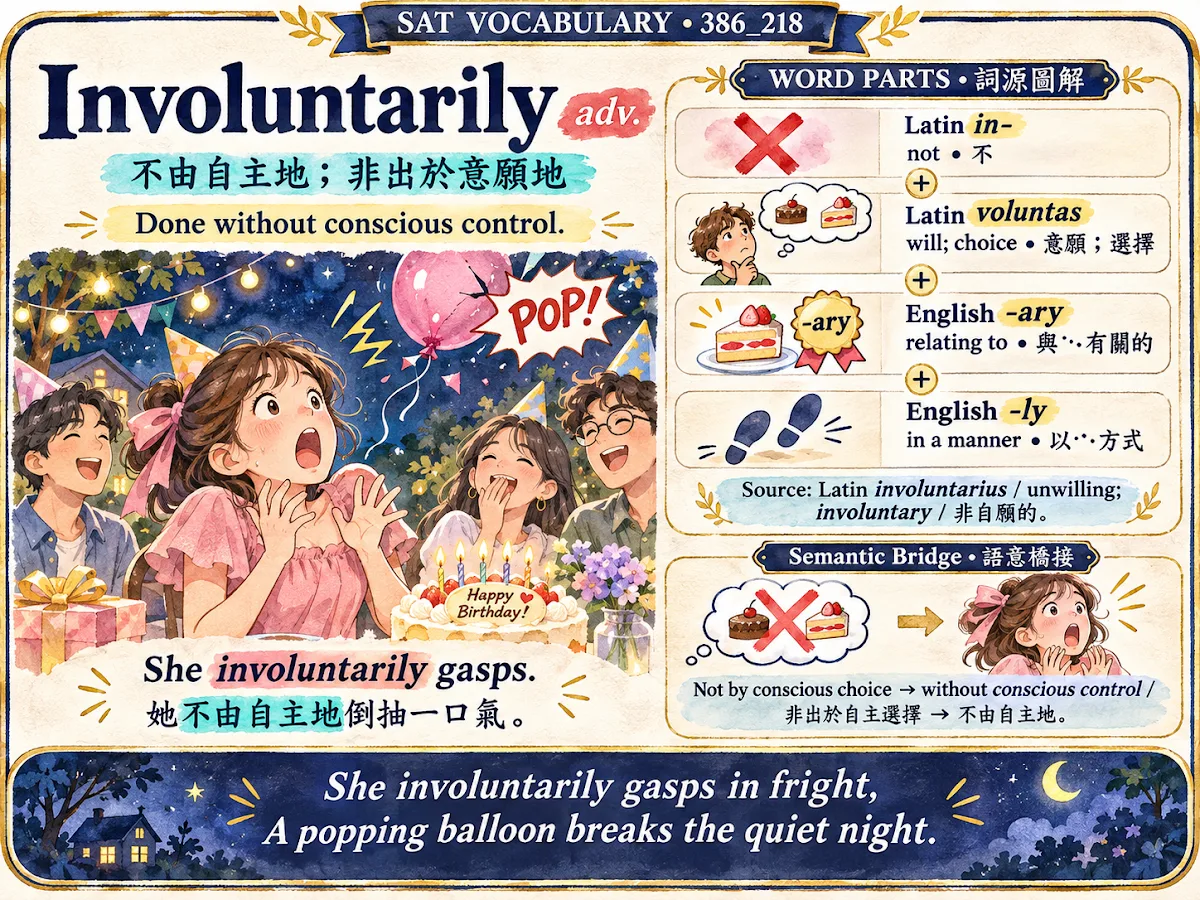 SAT VOCABULARY • 386_218
Involuntarily adv.
不由自主地；非出於意願地
Done without conscious control.
POP!
Happy
Birthday!
She involuntarily gasps.
她不由自主地倒抽一口氣。
WORD PARTS • 詞源圖解
Latin in-
not • 不
+
Latin voluntas
will; choice • 意願；選擇
+
-ary
English -ary
relating to • 與…有關的
+
English -ly
in a manner • 以…方式
Source: Latin involuntarius / unwilling;
involuntary / 非自願的。
Semantic Bridge • 語意橋接
Not by conscious choice → without conscious control /
非出於自主選擇 → 不由自主地。
She involuntarily gasps in fright,
A popping balloon breaks the quiet night.